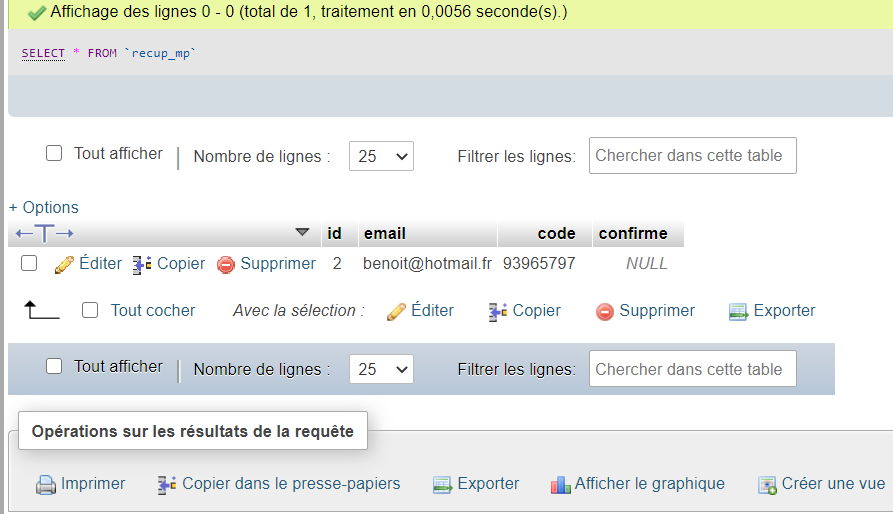 Affichage des lignes 0 - 0 (total de 1, traitement en 0,0056 seconde(s).)
SELECT * FROM `recup_mp`
Tout afficher | Nombre de lignes : 25 Filtrer les lignes: Chercher dans cette table
+ Options
←T→ id email code confirme
Éditer Copier Supprimer 2 benoit@hotmail.fr 93965797 NULL
Tout cocher Avec la sélection : Éditer Copier Supprimer Exporter
Tout afficher | Nombre de lignes : 25 Filtrer les lignes: Chercher dans cette table
Opérations sur les résultats de la requête
Imprimer Copier dans le presse-papiers Exporter Afficher le graphique Créer une vue